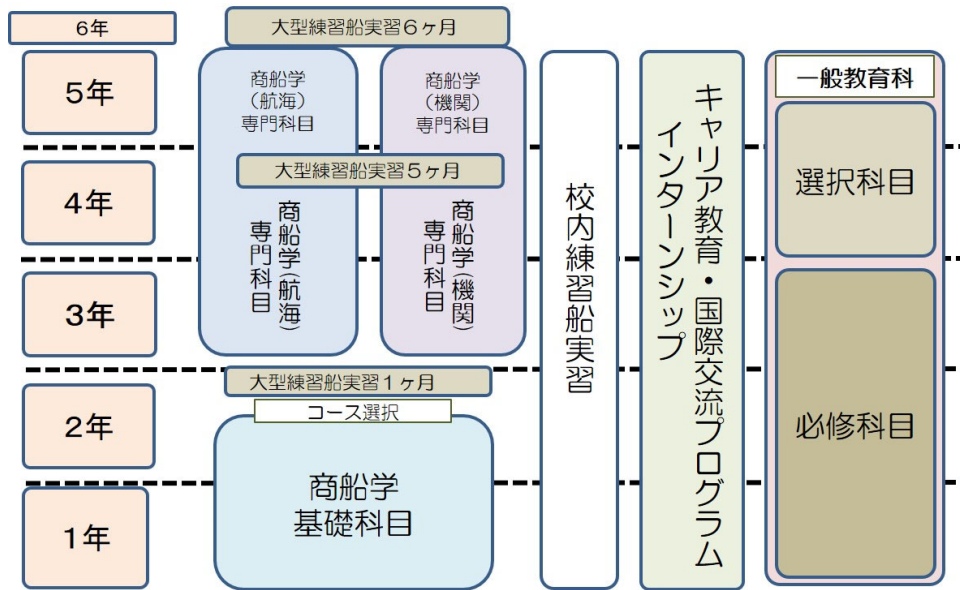 6年
5年
4年
3年
2年
1年
大型練習船実習6ヶ月
商船学
(航海)
専門科目
商船学
(機関)
専門科目
大型練習船実習5ヶ月
商船学(航海)
専門科目
商船学(機関)
専門科目
大型練習船実習1ヶ月
コース選択
商船学
基礎科目
校内練習船実習
キャリア教育・国際交流プログラム
インターンシップ
一般教育科
選択科目
必修科目